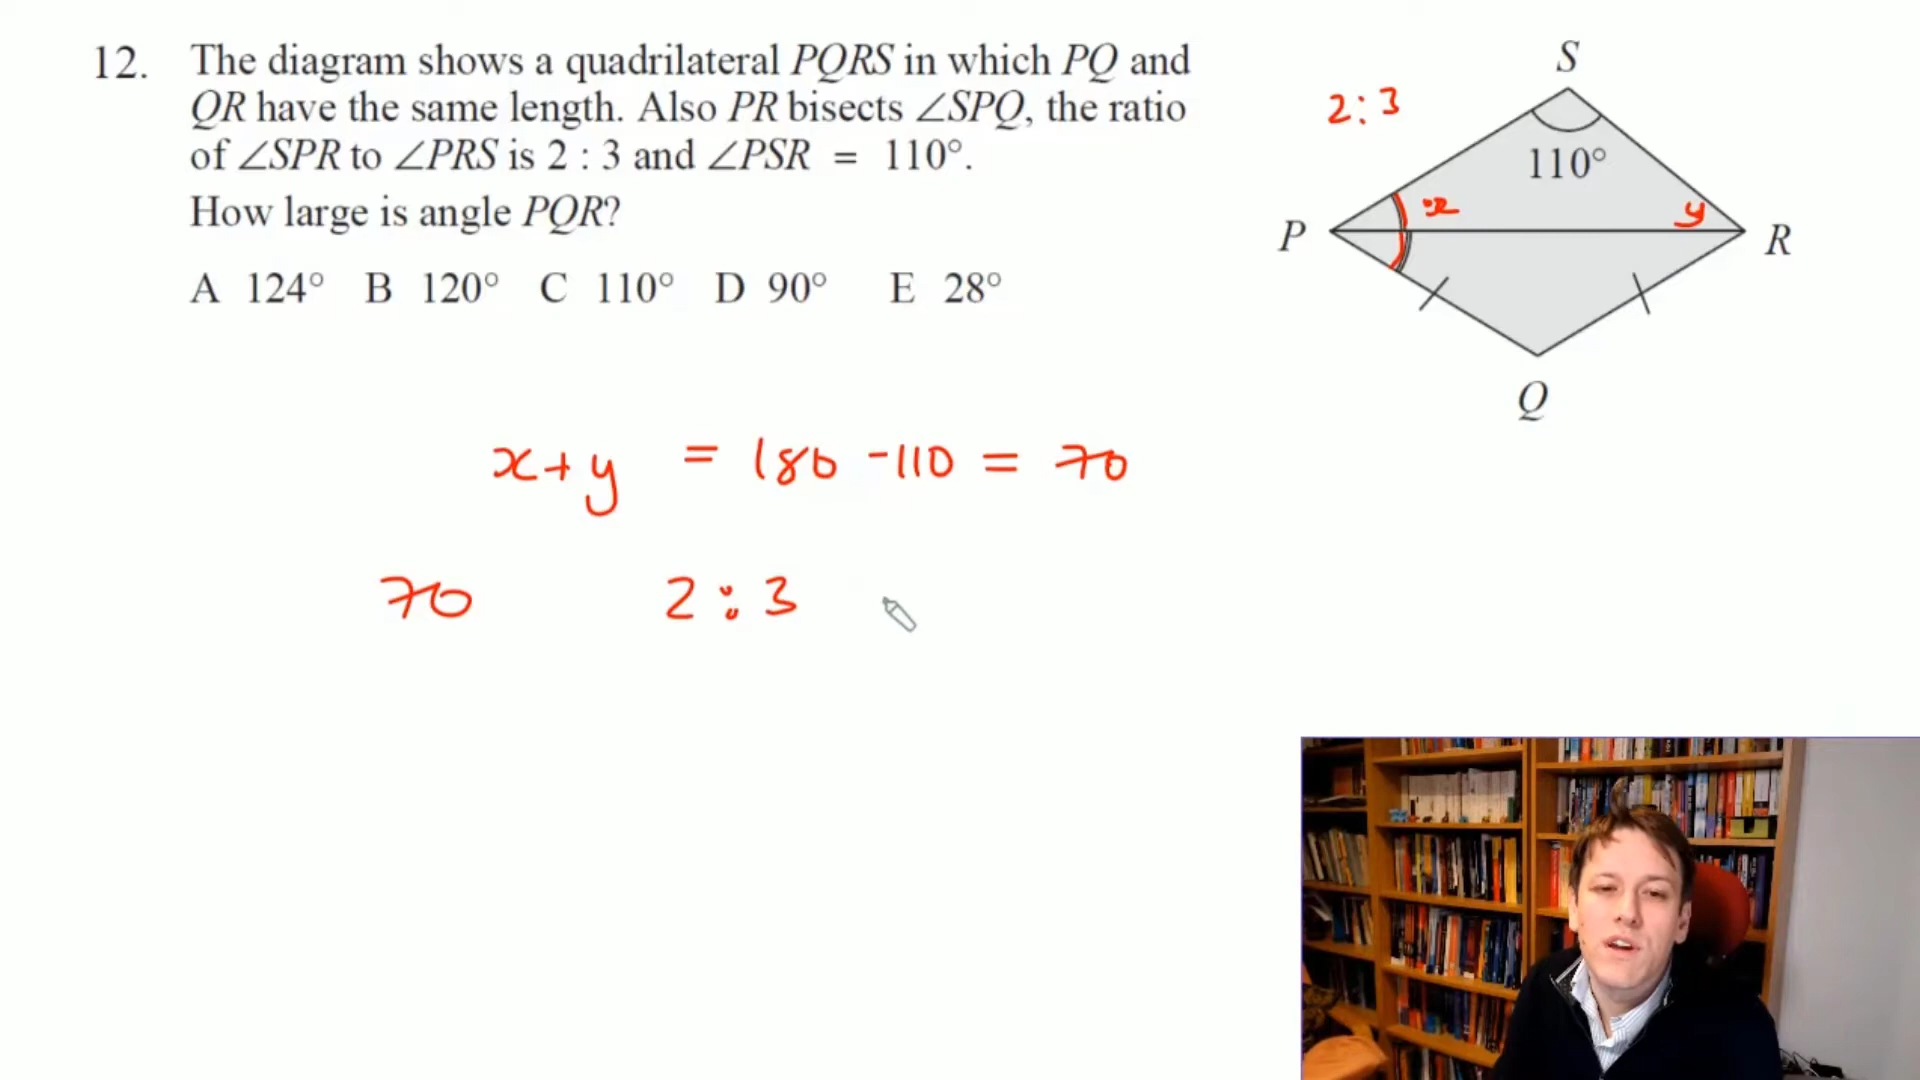 12. The diagram shows a quadrilateral PQRS in which PQ and
QR have the same length. Also PR bisects ∠SPQ, the ratio
of ∠SPR to ∠PRS is 2 : 3 and ∠PSR = 110°.
How large is angle PQR?
A 124° B 120° C 110° D 90° E 28°
2:3
S
110°
x
y
P
R
Q
x+y = 180 -110 = 70
70 2:3